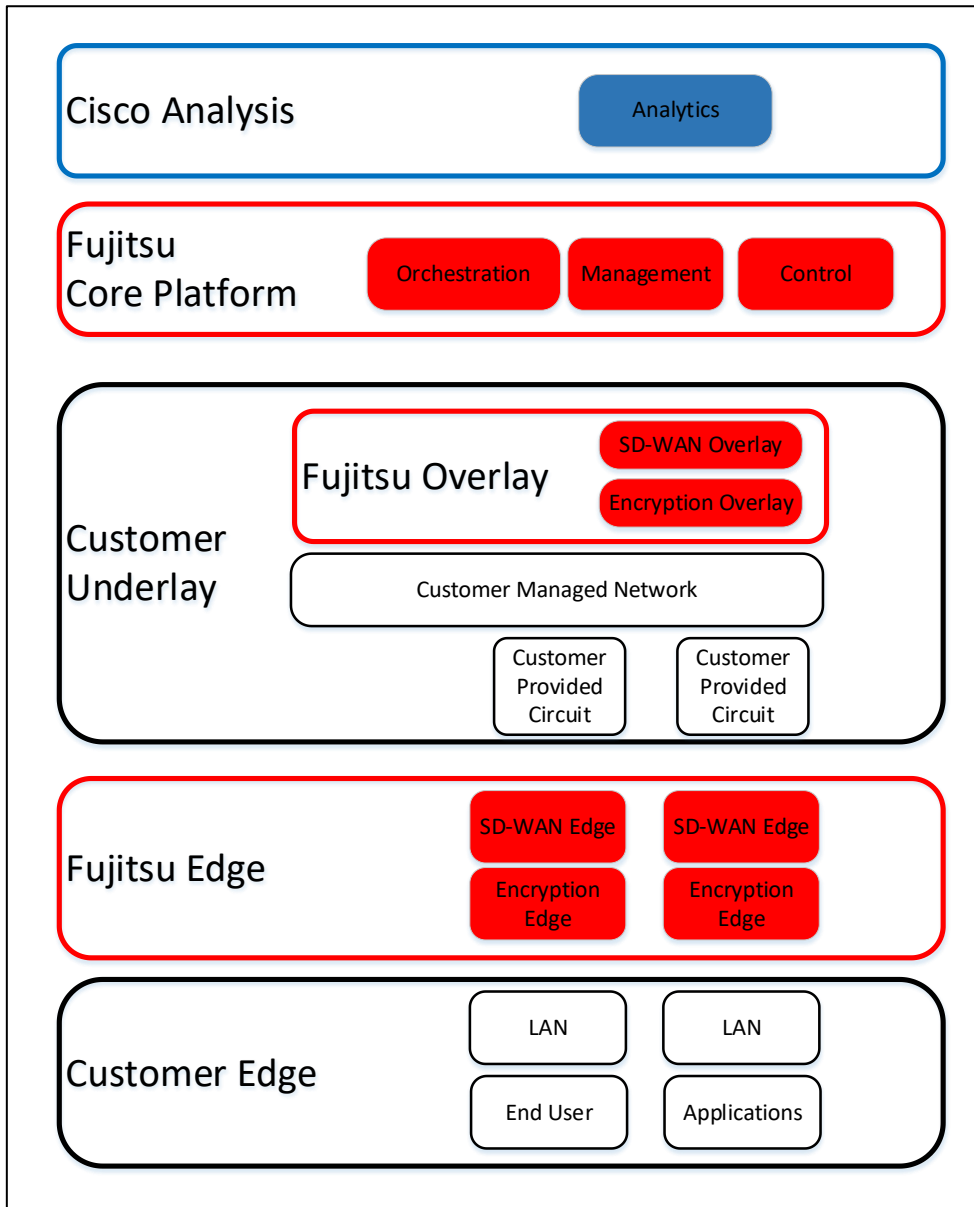 Cisco Analysis
Analytics
Fujitsu
Core Platform
Orchestration
Management
Control
Customer
Underlay
Fujitsu Overlay
SD-WAN Overlay
Encryption Overlay
Customer Managed Network
Customer
Provided
Circuit
Customer
Provided
Circuit
Fujitsu Edge
SD-WAN Edge
SD-WAN Edge
Encryption
Edge
Encryption
Edge
Customer Edge
LAN
LAN
End User
Applications